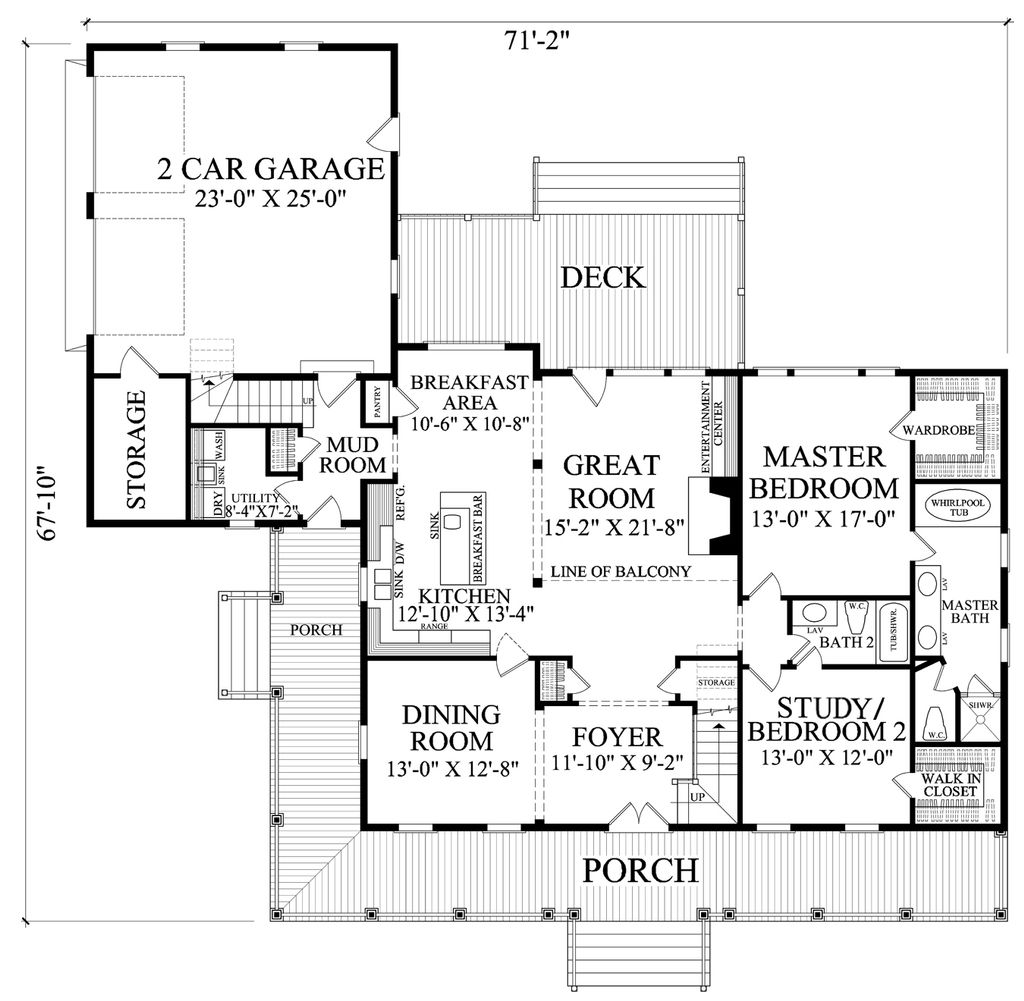 71'-2"
67'-10"
2 CAR GARAGE
23'-0" X 25'-0"
DECK
STORAGE
UP
PANTRY
BREAKFAST
AREA
10'-6" X 10'-8"
ENTERTAINMENT
CENTER
WARDROBE
MUD
ROOM
WASH
SINK
DRY
UTILITY
8'-4"X7'-2"
GREAT
ROOM
15'-2" X 21'-8"
MASTER
BEDROOM
13'-0" X 17'-0"
WHIRLPOOL
TUB
REF'G.
SINK
BREAKFAST BAR
D/W
SINK
LINE OF BALCONY
KITCHEN
12'-10" X 13'-4"
RANGE
PORCH
LAV
W.C.
BATH 2
TUB/SHWR.
LAV
LAV
MASTER
BATH
STORAGE
DINING
ROOM
13'-0" X 12'-8"
FOYER
11'-10" X 9'-2"
UP
STUDY/
BEDROOM 2
13'-0" X 12'-0"
SHWR.
W.C.
WALK IN
CLOSET
PORCH